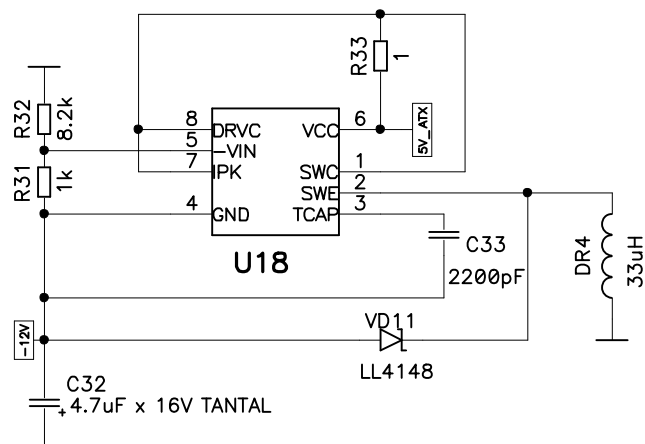 R33
1
R32
8.2k
5V_ATX
8
DRVC
VCC
6
5
-VIN
7
IPK
SWC
1
R31
1k
SWE
2
4
GND
TCAP
3
C33
2200pF
DR4
33uH
U18
-12V
VD11
LL4148
C32
+ 4.7uF x 16V TANTAL